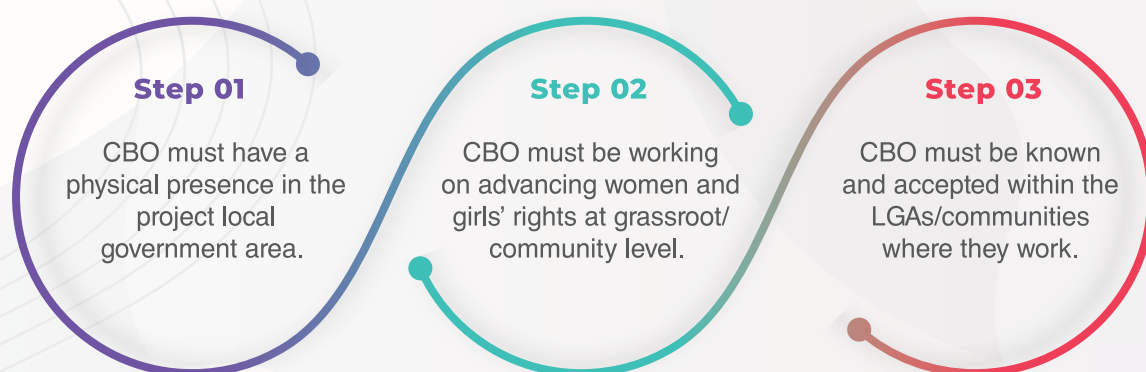 Step 01
CBO must have a
physical presence in the
project local
government area.
Step 02
CBO must be working
on advancing women and
girls’ rights at grassroot/
community level.
Step 03
CBO must be known
and accepted within the
LGAs/communities
where they work.